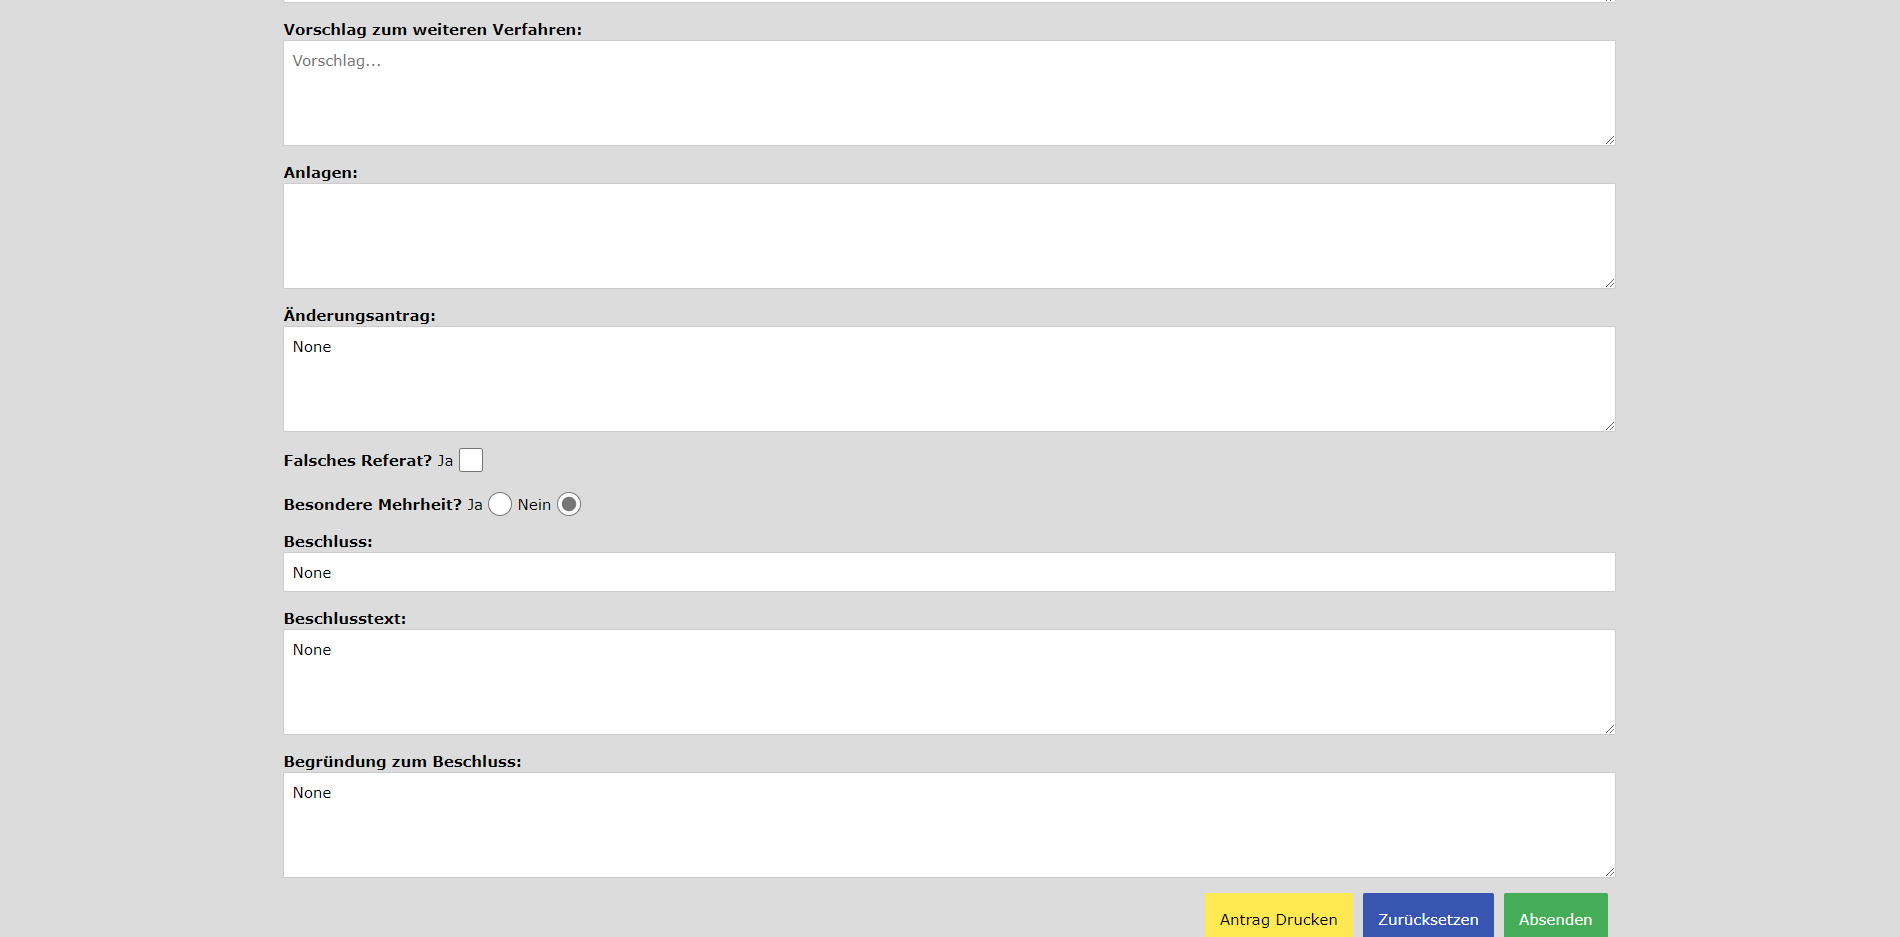 Vorschlag zum weiteren Verfahren:
Vorschlag...
Anlagen:
Änderungsantrag:
None
Falsches Referat? Ja
Besondere Mehrheit? Ja Nein
Beschluss:
None
Beschlusstext:
None
Begründung zum Beschluss:
None
Antrag Drucken Zurücksetzen Absenden